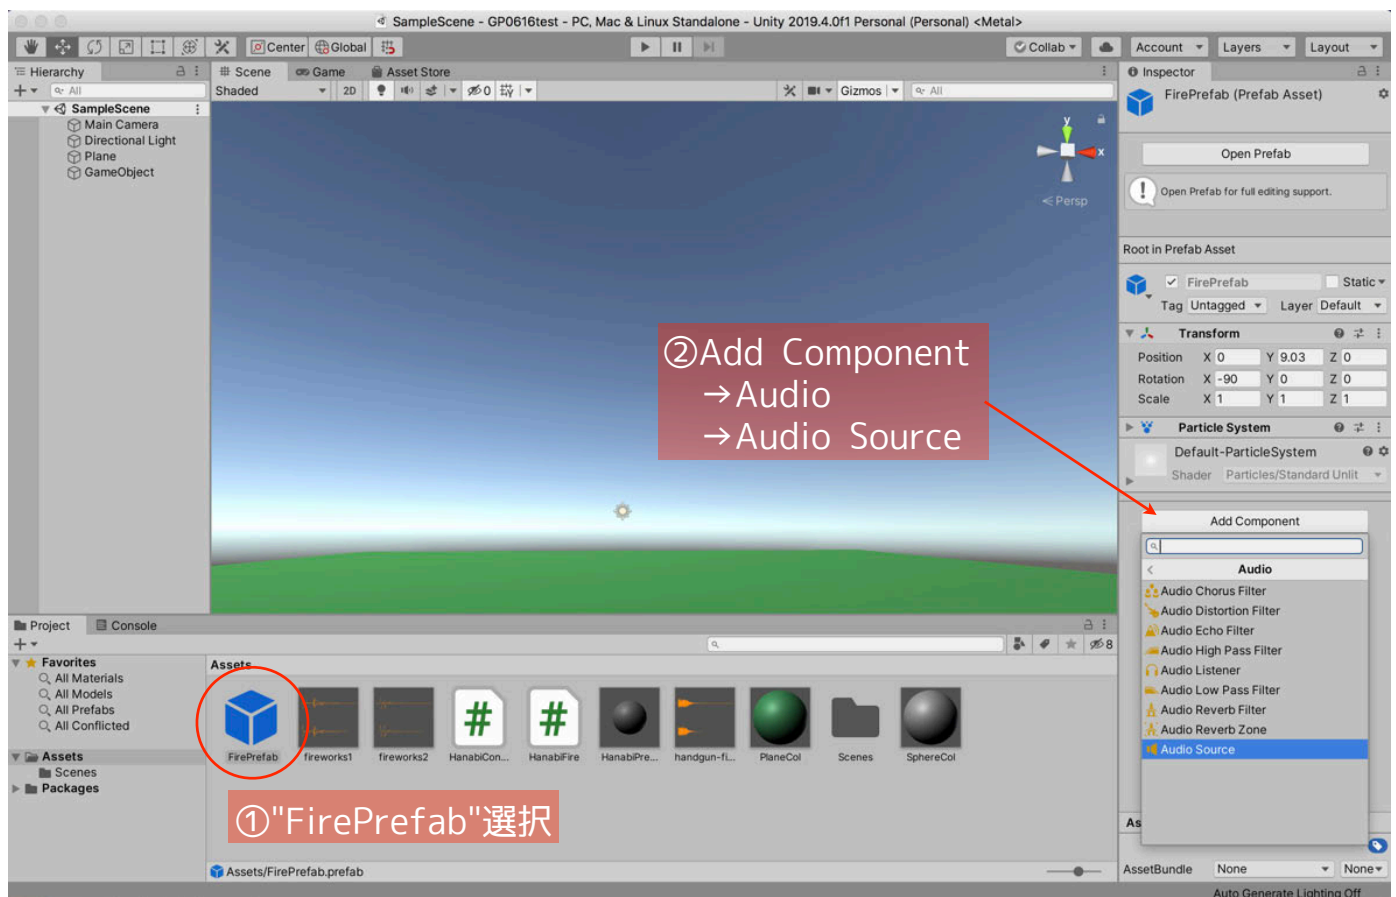 SampleScene - GP0616test - PC, Mac & Linux Standalone - Unity 2019.4.0f1 Personal (Personal) <Metal>
Center Global Collab Account Layers Layout
Hierarchy
All
SampleScene
Main Camera
Directional Light
Plane
GameObject
Scene Game Asset Store
Shaded 2D 0 Gizmos All
y
x
Persp
②Add Component
→Audio
→Audio Source
Inspector
FirePrefab (Prefab Asset)
Open Prefab
Open Prefab for full editing support.
Root in Prefab Asset
FirePrefab Static
Tag Untagged Layer Default
Transform
Position X 0 Y 9.03 Z 0
Rotation X -90 Y 0 Z 0
Scale X 1 Y 1 Z 1
Particle System
Default-ParticleSystem
Shader Particles/Standard Unlit
Add Component
Audio
Audio Chorus Filter
Audio Distortion Filter
Audio Echo Filter
Audio High Pass Filter
Audio Listener
Audio Low Pass Filter
Audio Reverb Filter
Audio Reverb Zone
Audio Source
As
AssetBundle None None
Auto Generate Lighting Off
Project Console
8
Favorites
All Materials
All Models
All Prefabs
All Conflicted
Assets
Scenes
Packages
Assets
FirePrefab fireworks1 fireworks2 HanabiCon... HanabiFire HanabiPre... handgun-fi... PlaneCol Scenes SphereCol
①"FirePrefab"選択
Assets/FirePrefab.prefab